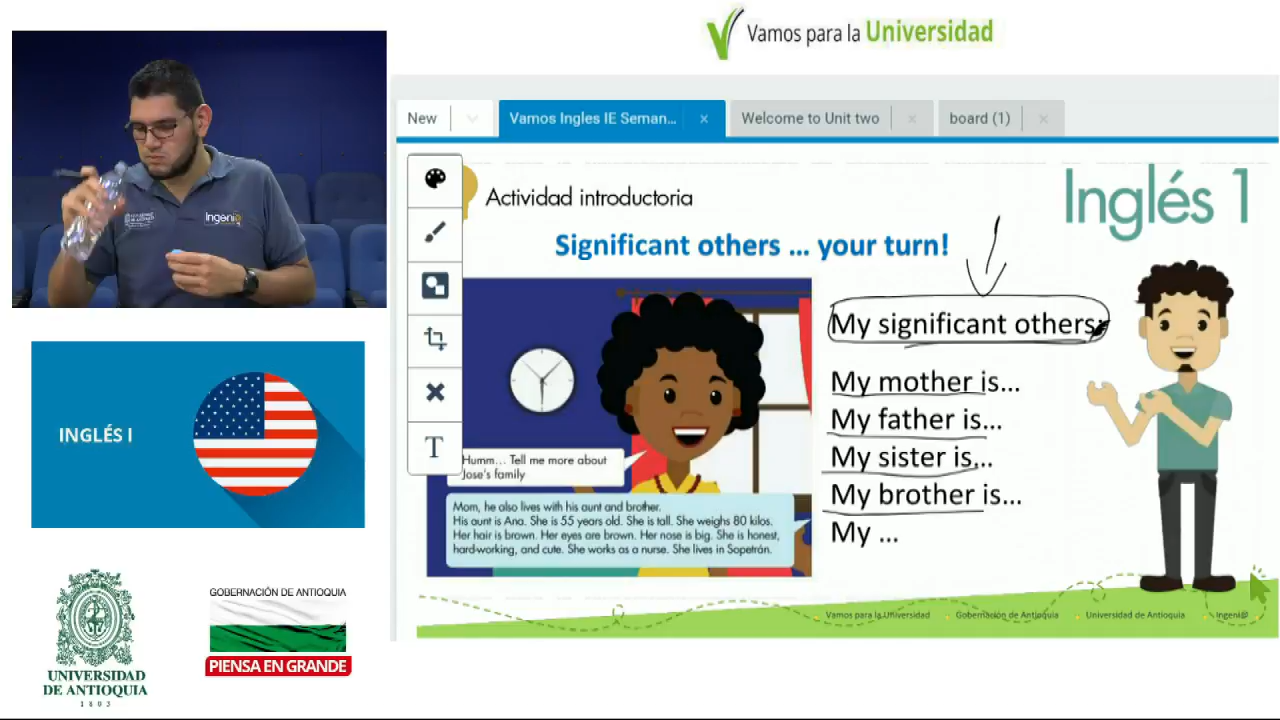 Vamos para la Universidad
New
Vamos Ingles IE Seman...
Welcome to Unit two
board (1)
Actividad introductoria
Inglés 1
Significant others ... your turn!
My significant others:
My mother is...
My father is...
My sister is...
My brother is...
My ...
T
Humm... Tell me more about
Jose's family
Mom, he also lives with his aunt and brother.
His aunt is Ana. She is 55 years old. She is tall. She weighs 80 kilos.
Her hair is brown. Her eyes are brown. Her nose is big. She is honest,
hard-working, and cute. She works as a nurse. She lives in Sopetrán.
Vamos para la Universidad
Gobernación de Antioquia
Universidad de Antioquia
Ingeni@
Ingeni@
INGLÉS I
UNIVERSIDAD
DE ANTIOQUIA
1803
GOBERNACIÓN DE ANTIOQUIA
PIENSA EN GRANDE